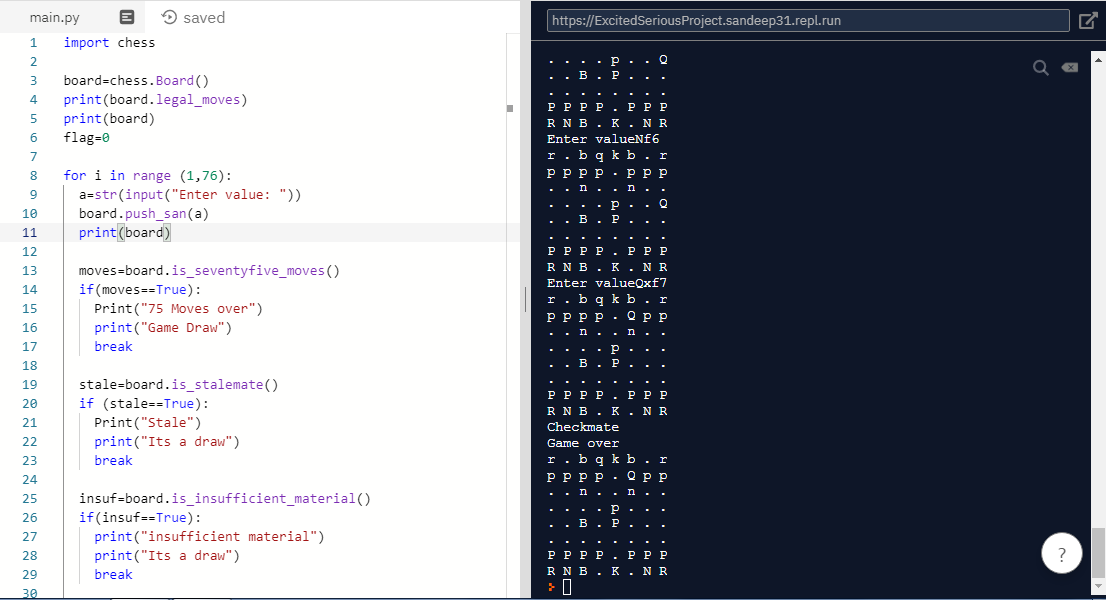 main.py
saved
https://ExcitedSeriousProject.sandeep31.repl.run
1 import chess
2
3 board=chess.Board()
4 print(board.legal_moves)
5 print(board)
6 flag=0
7
8 for i in range (1,76):
9 a=str(input("Enter value: "))
10 board.push_san(a)
11 print(board)
12
13 moves=board.is_seventyfive_moves()
14 if(moves==True):
15 Print("75 Moves over")
16 print("Game Draw")
17 break
18
19 stale=board.is_stalemate()
20 if (stale==True):
21 Print("Stale")
22 print("Its a draw")
23 break
24
25 insuf=board.is_insufficient_material()
26 if(insuf==True):
27 print("insufficient material")
28 print("Its a draw")
29 break
30
. . . . p . . Q
. . B . P . . .
. . . . . . . .
P P P P . P P P
R N B . K . N R
Enter valueNf6
r . b q k b . r
p p p p . p p p
. . n . . n . .
. . . . p . . Q
. . B . P . . .
. . . . . . . .
P P P P . P P P
R N B . K . N R
Enter valueQxf7
r . b q k b . r
p p p p . Q p p
. . n . . n . .
. . . . p . . .
. . B . P . . .
. . . . . . . .
P P P P . P P P
R N B . K . N R
Checkmate
Game over
r . b q k b . r
p p p p . Q p p
. . n . . n . .
. . . . p . . .
. . B . P . . .
. . . . . . . .
P P P P . P P P
R N B . K . N R
>
?